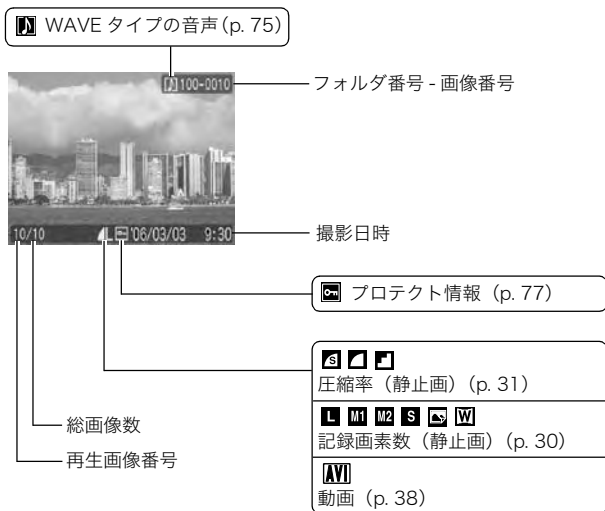 WAVE タイプの音声(p. 75)
100-0010
フォルダ番号 - 画像番号
10/10 L '06/03/03 9:30
撮影日時
プロテクト情報(p. 77)
S
圧縮率(静止画)(p. 31)
L M1 M2 S W
記録画素数(静止画)(p. 30)
AVI
動画(p. 38)
総画像数
再生画像番号